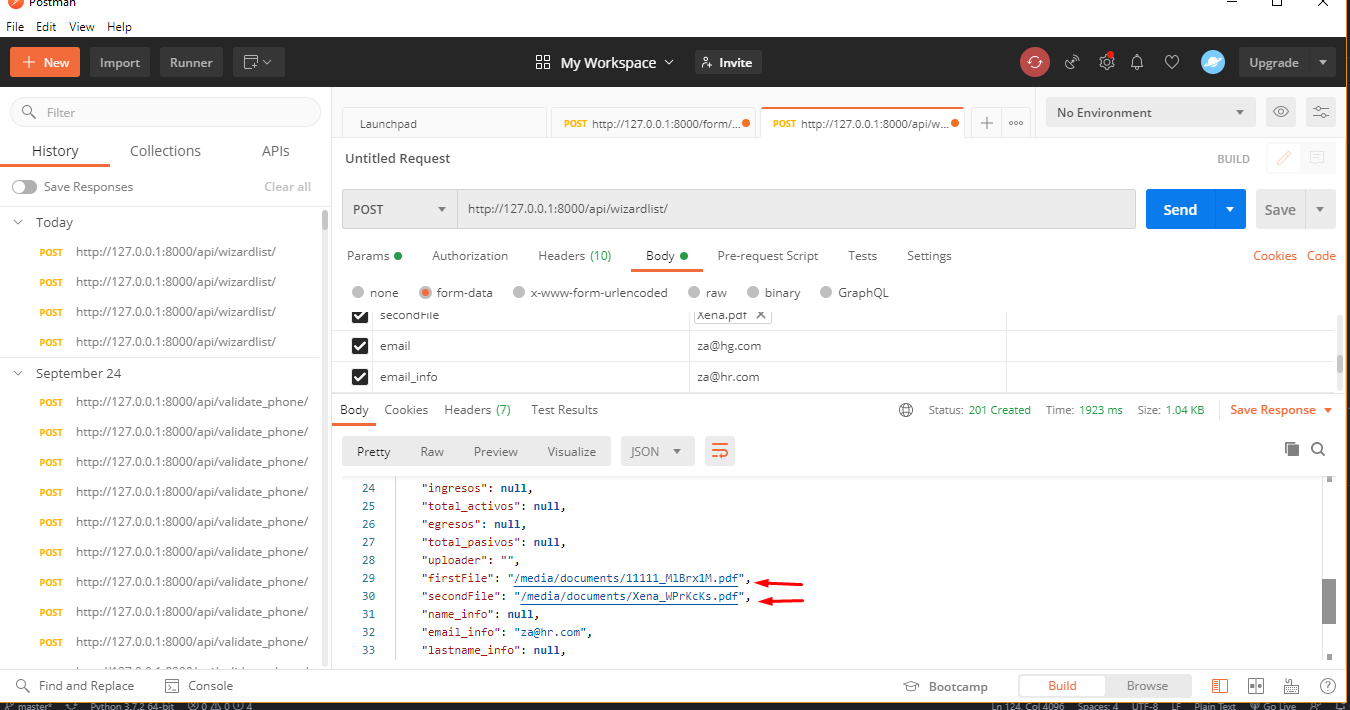 Postman
File Edit View Help
New Import Runner My Workspace Invite Upgrade
Filter
History Collections APIs
Save Responses Clear all
Today
POST http://127.0.0.1:8000/api/wizardlist/
POST http://127.0.0.1:8000/api/wizardlist/
POST http://127.0.0.1:8000/api/wizardlist/
POST http://127.0.0.1:8000/api/wizardlist/
September 24
POST http://127.0.0.1:8000/api/validate_phone/
POST http://127.0.0.1:8000/api/validate_phone/
POST http://127.0.0.1:8000/api/validate_phone/
POST http://127.0.0.1:8000/api/validate_phone/
POST http://127.0.0.1:8000/api/validate_phone/
POST http://127.0.0.1:8000/api/validate_phone/
POST http://127.0.0.1:8000/api/validate_phone/
POST http://127.0.0.1:8000/api/validate_phone/
POST http://127.0.0.1:8000/api/validate_phone/
Launchpad POST http://127.0.0.1:8000/form/... POST http://127.0.0.1:8000/api/w... No Environment
Untitled Request BUILD
POST http://127.0.0.1:8000/api/wizardlist/ Send Save
Params Authorization Headers (10) Body Pre-request Script Tests Settings Cookies Code
none form-data x-www-form-urlencoded raw binary GraphQL
secondFile Xena.pdf
email za@hg.com
email_info za@hr.com
Body Cookies Headers (7) Test Results Status: 201 Created Time: 1923 ms Size: 1.04 KB Save Response
Pretty Raw Preview Visualize JSON
24 "ingresos": null,
25 "total_activos": null,
26 "egresos": null,
27 "total_pasivos": null,
28 "uploader": "",
29 "firstFile": "/media/documents/11111_MlBrx1M.pdf",
30 "secondFile": "/media/documents/Xena_WPrKcKs.pdf",
31 "name_info": null,
32 "email_info": "za@hr.com",
33 "lastname_info": null,
Find and Replace Console Bootcamp Build Browse
master* Python 3.7.2 64-bit 0 0 4 Ln 124, Col 4096 Spaces: 4 UTF-8 LF Plain Text Go Live